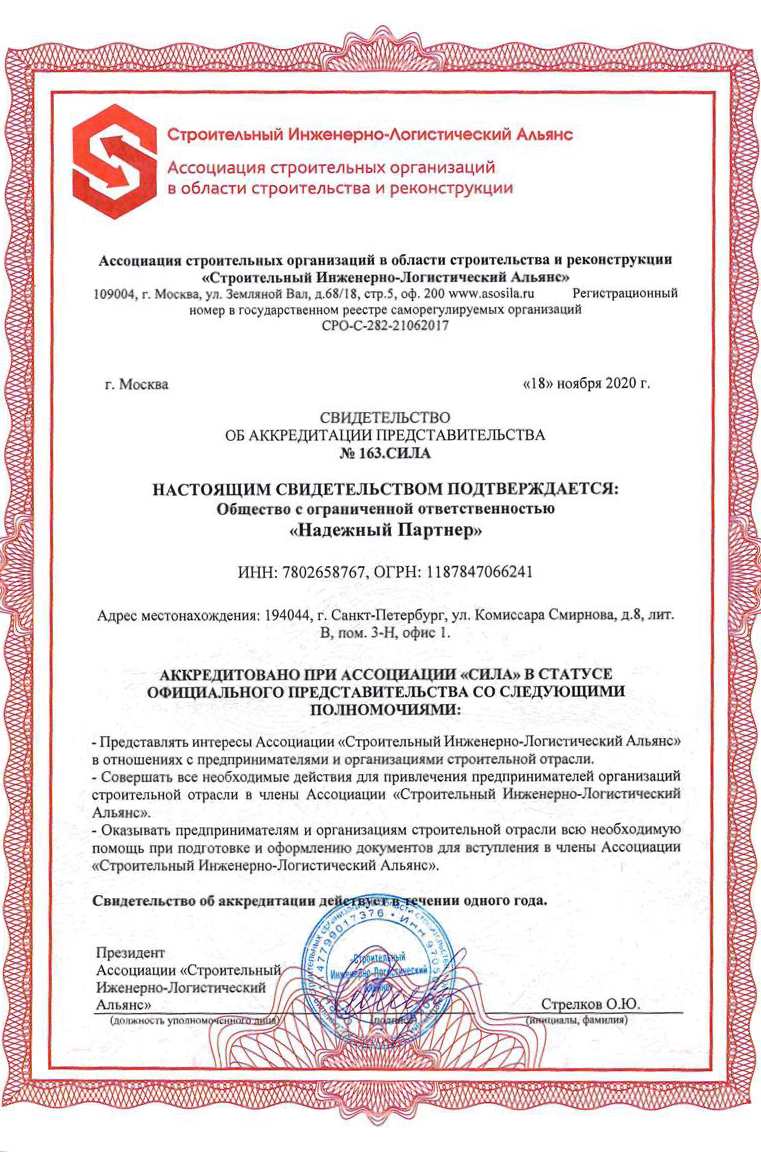 Строительный Инженерно-Логистический Альянс
Ассоциация строительных организаций
в области строительства и реконструкции
Ассоциация строительных организаций в области строительства и реконструкции
«Строительный Инженерно-Логистический Альянс»
109004, г. Москва, ул. Земляной Вал, д.68/18, стр.5, оф. 200 www.asosila.ru Регистрационный
номер в государственном реестре саморегулируемых организаций
СРО-С-282-21062017
г. Москва «18» ноября 2020 г.
СВИДЕТЕЛЬСТВО
ОБ АККРЕДИТАЦИИ ПРЕДСТАВИТЕЛЬСТВА
№ 163.СИЛА
НАСТОЯЩИМ СВИДЕТЕЛЬСТВОМ ПОДТВЕРЖДАЕТСЯ:
Общество с ограниченной ответственностью
«Надежный Партнер»
ИНН: 7802658767, ОГРН: 1187847066241
Адрес местонахождения: 194044, г. Санкт-Петербург, ул. Комиссара Смирнова, д.8, лит.
В, пом. 3-Н, офис 1.
АККРЕДИТОВАНО ПРИ АССОЦИАЦИИ «СИЛА» В СТАТУСЕ
ОФИЦИАЛЬНОГО ПРЕДСТАВИТЕЛЬСТВА СО СЛЕДУЮЩИМИ
ПОЛНОМОЧИЯМИ:
- Представлять интересы Ассоциации «Строительный Инженерно-Логистический Альянс»
в отношениях с предпринимателями и организациями строительной отрасли.
- Совершать все необходимые действия для привлечения предпринимателей организаций
строительной отрасли в члены Ассоциации «Строительный Инженерно-Логистический
Альянс».
- Оказывать предпринимателям и организациям строительной отрасли всю необходимую
помощь при подготовке и оформлению документов для вступления в члены Ассоциации
«Строительный Инженерно-Логистический Альянс».
Свидетельство об аккредитации действует в течении одного года.
Президент
Ассоциации «Строительный
Иженерно-Логистический
Альянс» Стрелков О.Ю.
(должность уполномоченного лица) (подпись) (инициалы, фамилия)
Строительный
Инженерно-Логистический
Альянс